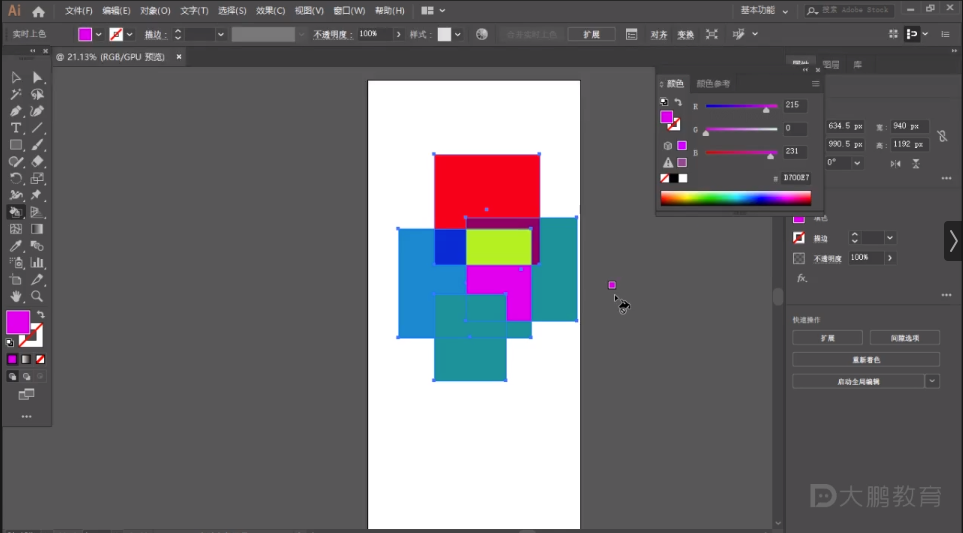 Ai 文件(F) 编辑(E) 对象(O) 文字(T) 选择(S) 效果(C) 视图(V) 窗口(W) 帮助(H) 基本功能 搜索 Adobe Stock
实时上色 描边: 不透明度: 100% 样式: 合并实时上色 扩展 对齐 变换
@ 21.13% (RGB/GPU 预览) ×
属性 图层 库
颜色 颜色参考
R 215
G 0
B 231
# D700E7
634.5 px 宽: 940 px
990.5 px 高: 1192 px
0°
填色
描边
不透明度 100%
fx.
快速操作
扩展 间隙选项
重新着色
启动全局编辑
大鹏教育